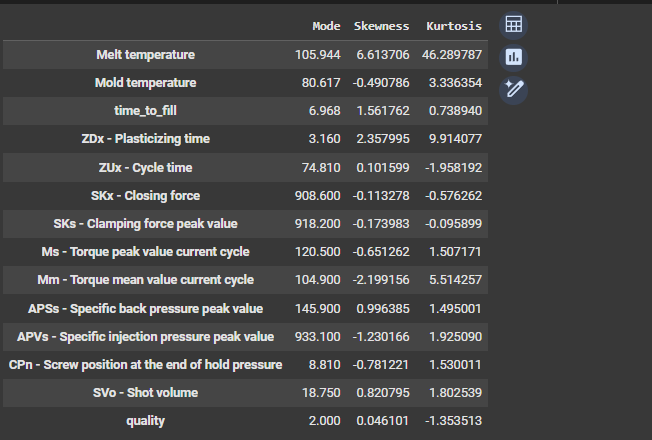 Mode Skewness Kurtosis
Melt temperature 105.944 6.613706 46.289787
Mold temperature 80.617 -0.490786 3.336354
time_to_fill 6.968 1.561762 0.738940
ZDx - Plasticizing time 3.160 2.357995 9.914077
ZUx - Cycle time 74.810 0.101599 -1.958192
SKx - Closing force 908.600 -0.113278 -0.576262
SKs - Clamping force peak value 918.200 -0.173983 -0.095899
Ms - Torque peak value current cycle 120.500 -0.651262 1.507171
Mm - Torque mean value current cycle 104.900 -2.199156 5.514257
APSs - Specific back pressure peak value 145.900 0.996385 1.495001
APVs - Specific injection pressure peak value 933.100 -1.230166 1.925090
CPn - Screw position at the end of hold pressure 8.810 -0.781221 1.530011
SVo - Shot volume 18.750 0.820795 1.802539
quality 2.000 0.046101 -1.353513